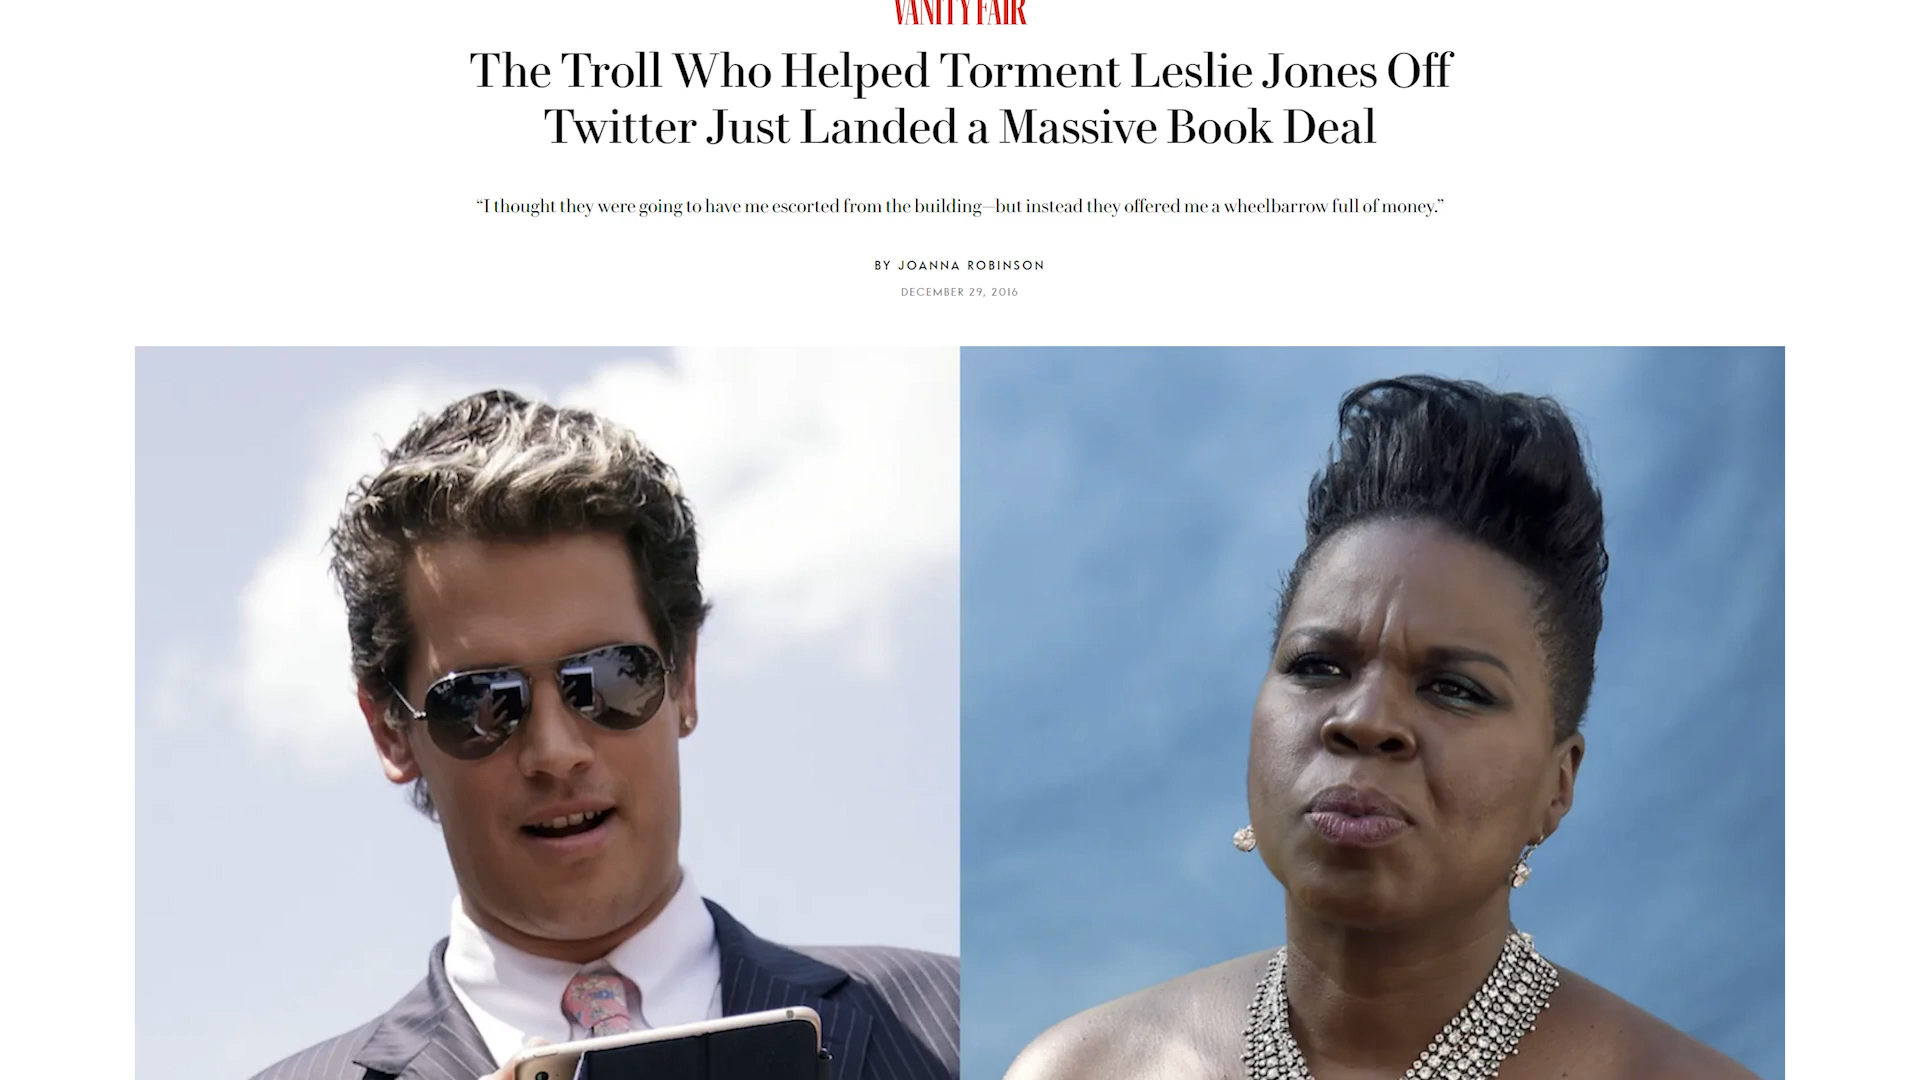 VANITY FAIR
The Troll Who Helped Torment Leslie Jones Off
Twitter Just Landed a Massive Book Deal
“I thought they were going to have me escorted from the building—but instead they offered me a wheelbarrow full of money.”
BY JOANNA ROBINSON
DECEMBER 29, 2016